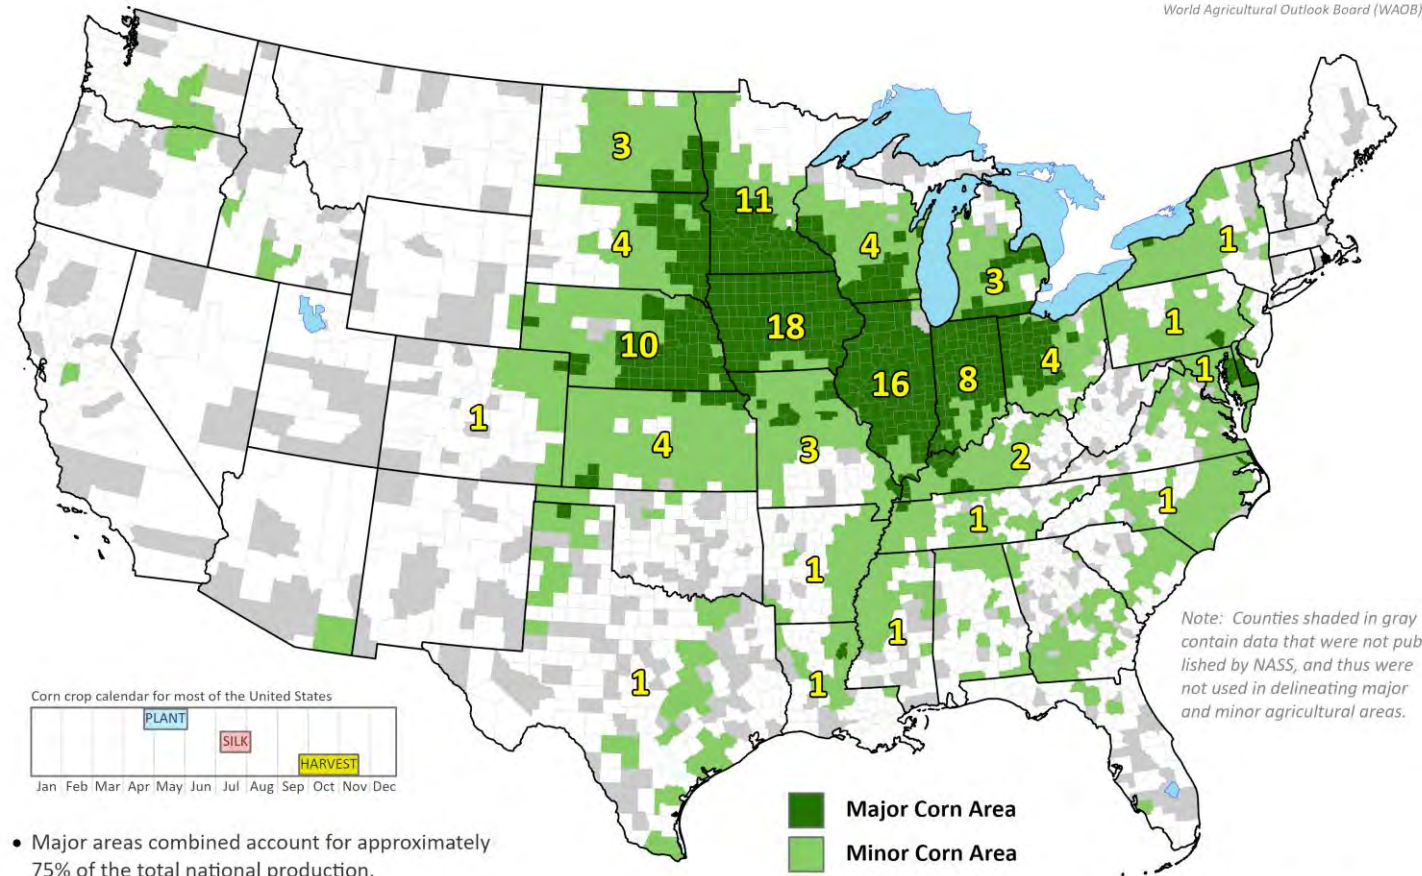 World Agricultural Outlook Board (WAOB)
3
11
4
4
1
3
10
18
1
16
8
4
1
1
4
3
2
1
1
1
1
1
1
Note: Counties shaded in gray
contain data that were not pub
lished by NASS, and thus were
not used in delineating major
and minor agricultural areas.
Corn crop calendar for most of the United States
PLANT
SILK
HARVEST
Jan Feb Mar Apr May Jun Jul Aug Sep Oct Nov Dec
Major Corn Area
Minor Corn Area
• Major areas combined account for approximately
75% of the total national production.